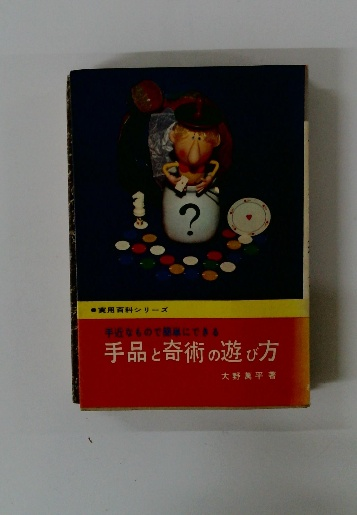 ?
●実用百科シリーズ
手近なもので簡単にできる
手品と奇術の遊び方
大野萬平著